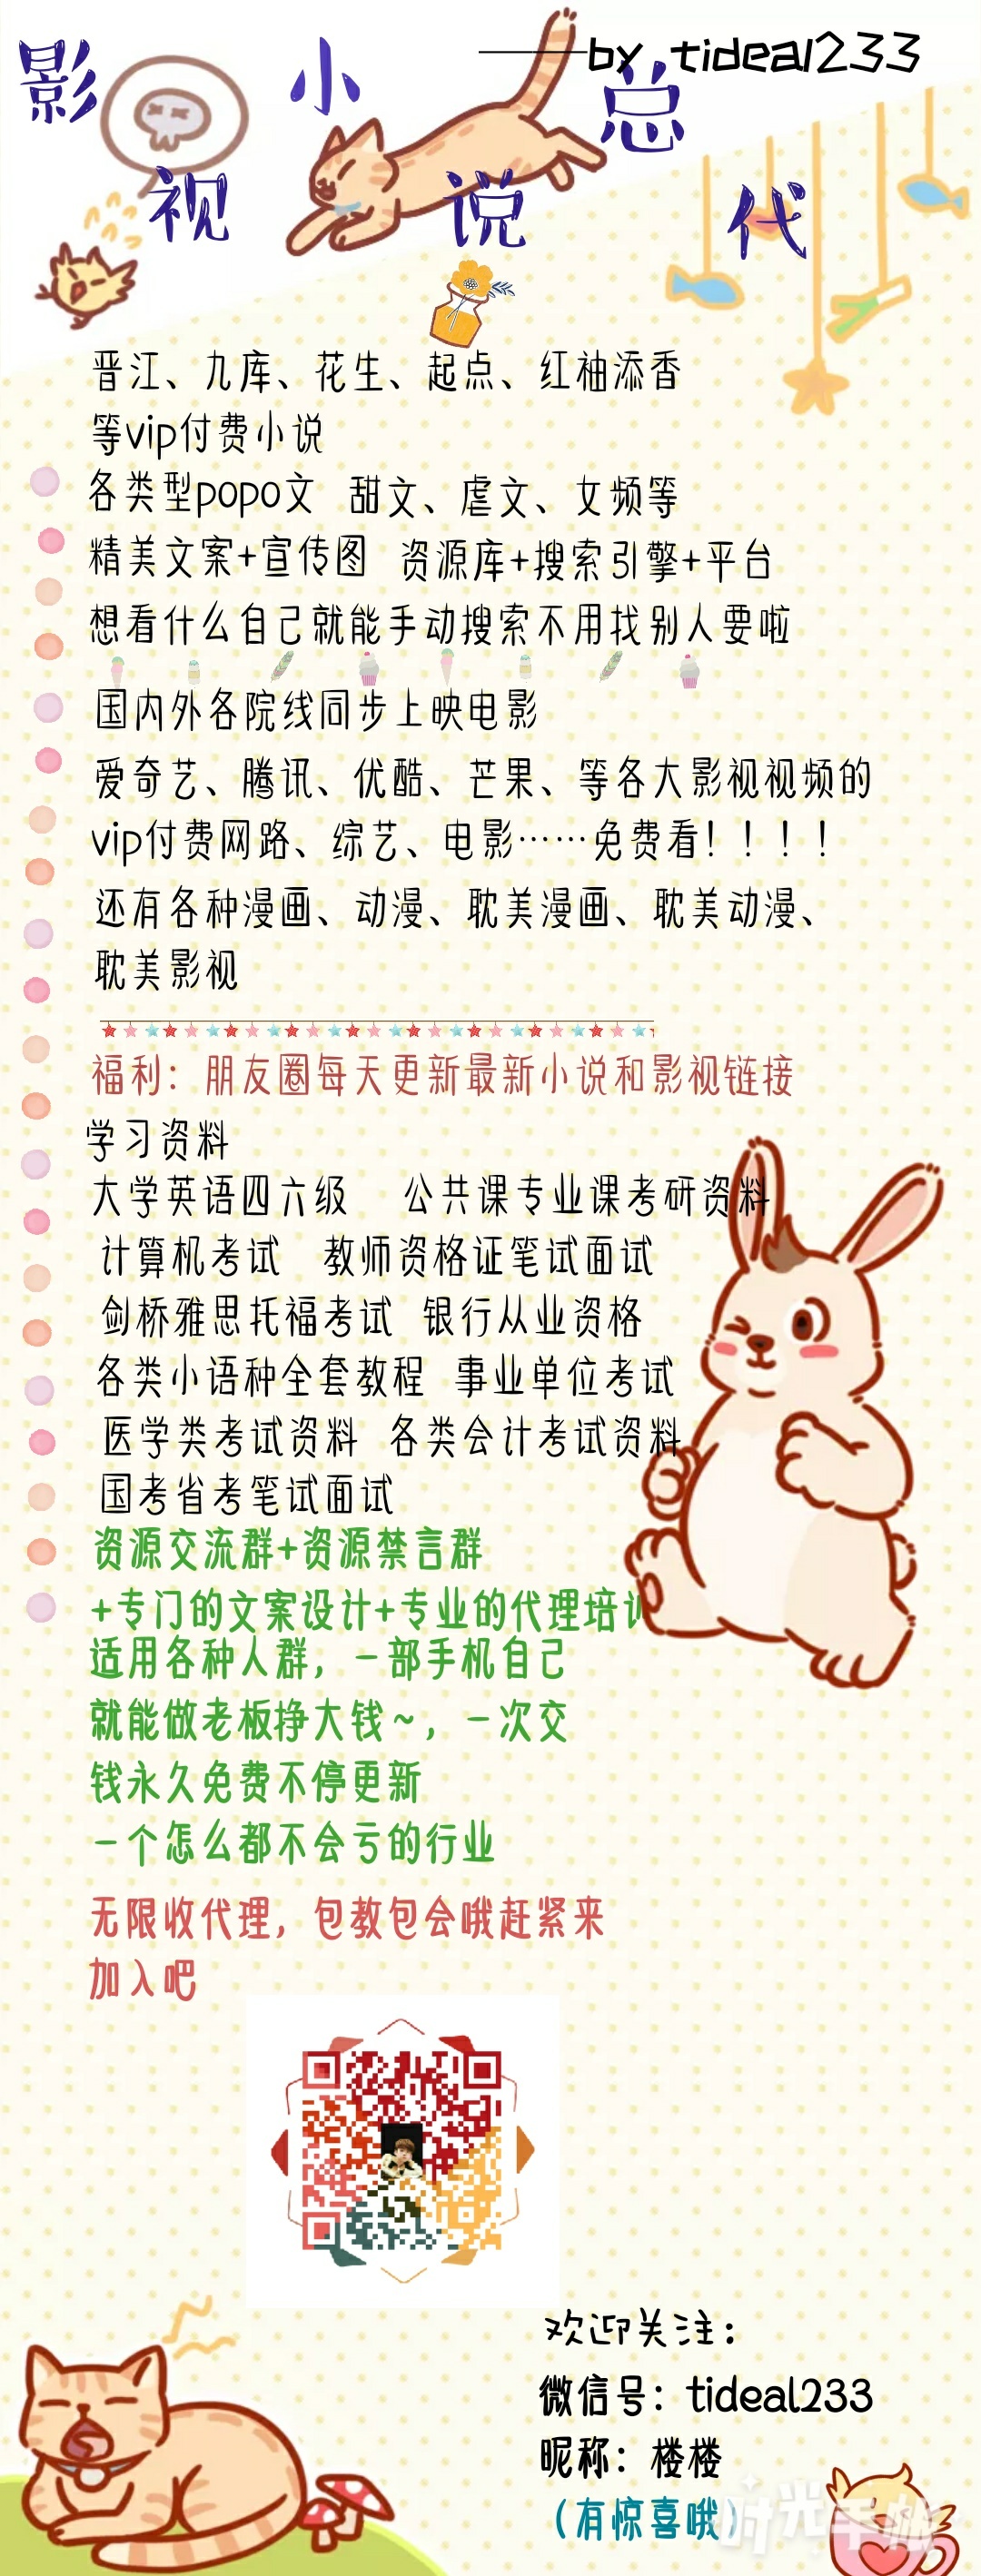 ——by tideal233
影视小说总代
晋江、九库、花生、起点、红袖添香
等vip付费小说
各类型popo文 甜文、虐文、女频等
精美文案+宣传图 资源库+搜索引擎+平台
想看什么自己就能手动搜索不用找别人要啦
国内外各院线同步上映电影
爱奇艺、腾讯、优酷、芒果、等各大影视视频的
vip付费网路、综艺、电影……免费看！！！！
还有各种漫画、动漫、耽美漫画、耽美动漫、
耽美影视
福利：朋友圈每天更新最新小说和影视链接
学习资料
大学英语四六级 公共课专业课考研资料
计算机考试 教师资格证笔试面试
剑桥雅思托福考试 银行从业资格
各类小语种全套教程 事业单位考试
医学类考试资料 各类会计考试资料
国考省考笔试面试
资源交流群+资源禁言群
+专门的文案设计+专业的代理培训
适用各种人群，一部手机自己
就能做老板挣大钱~，一次交
钱永久免费不停更新
一个怎么都不会亏的行业
无限收代理，包教包会哦赶紧来
加入吧
欢迎关注：
微信号：tideal233
昵称：楼楼
（有惊喜哦）
时光手帐